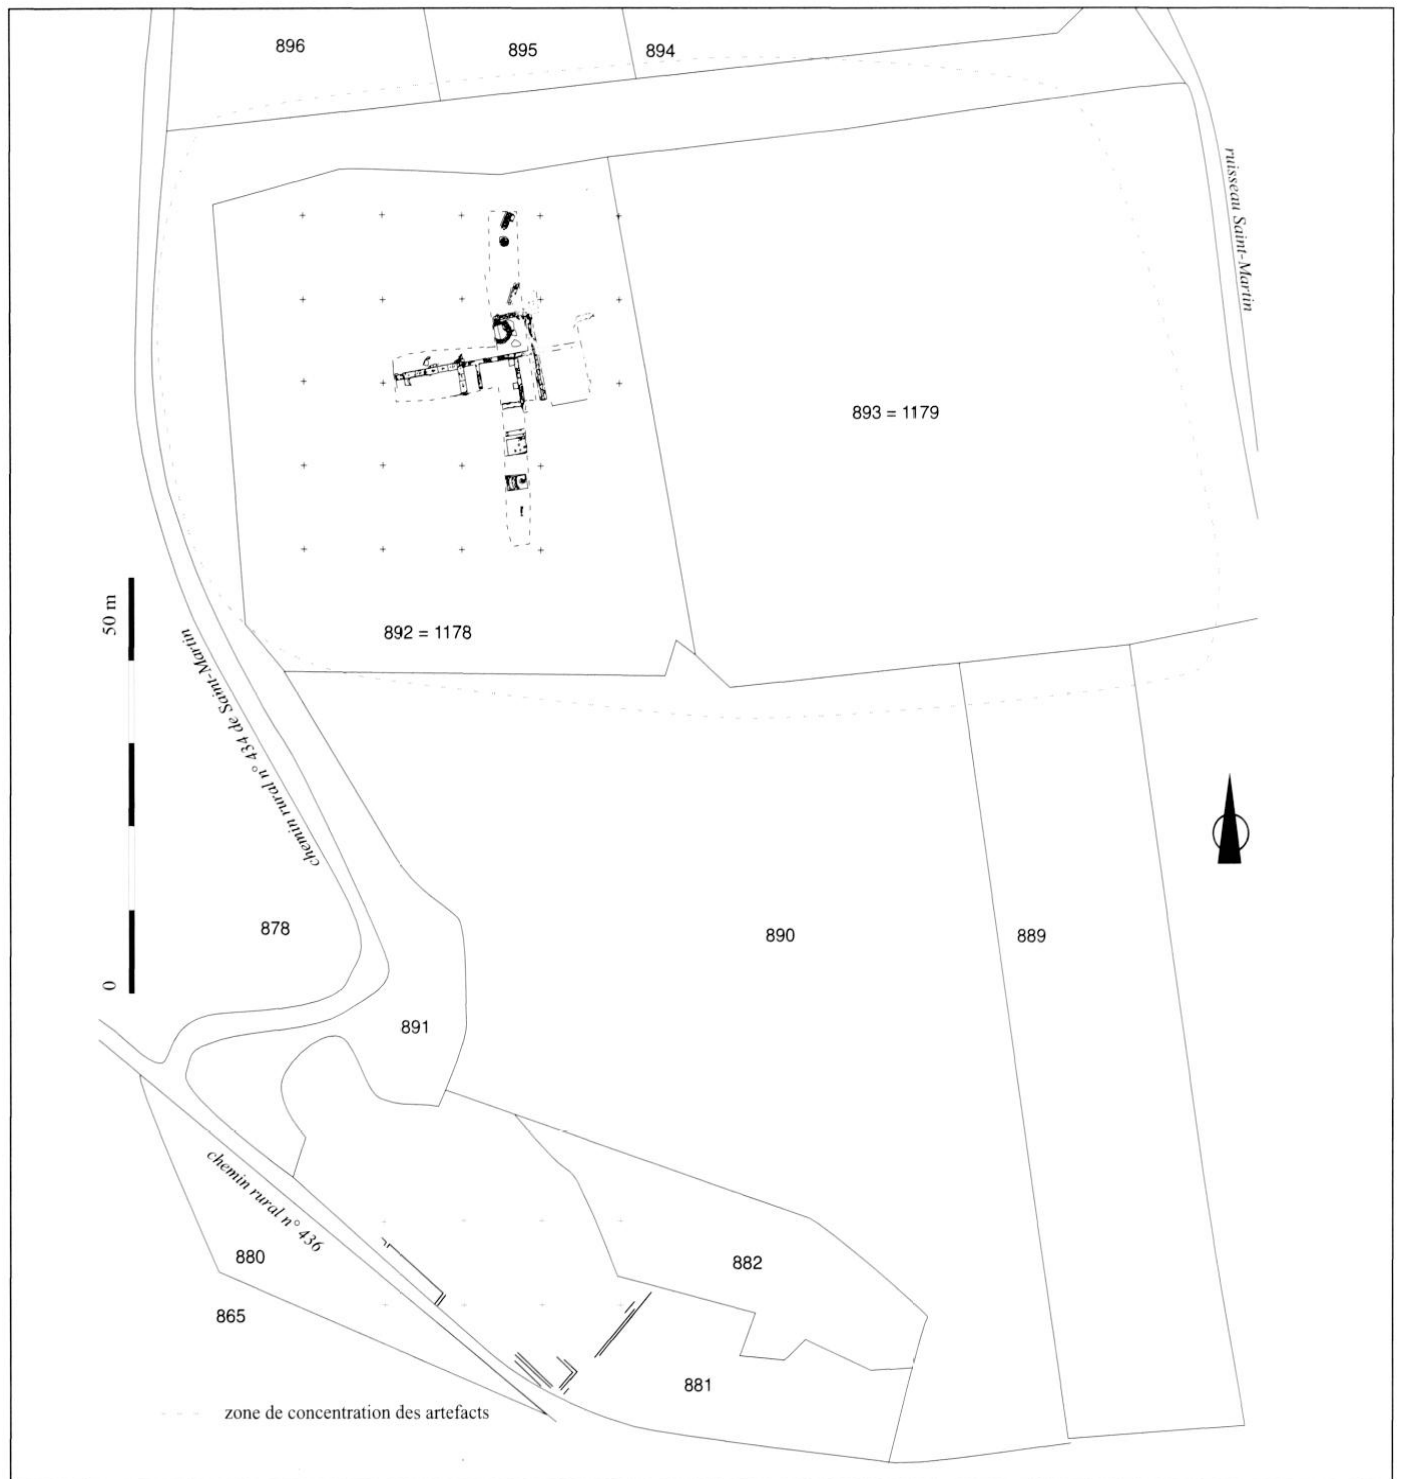 896
895
894
ruisseau Saint-Martin
893 = 1179
50 m
892 = 1178
chemin rural n° 434 de Saint-Martin
878
890
889
0
891
chemin rural n° 436
880
882
865
881
zone de concentration des artefacts